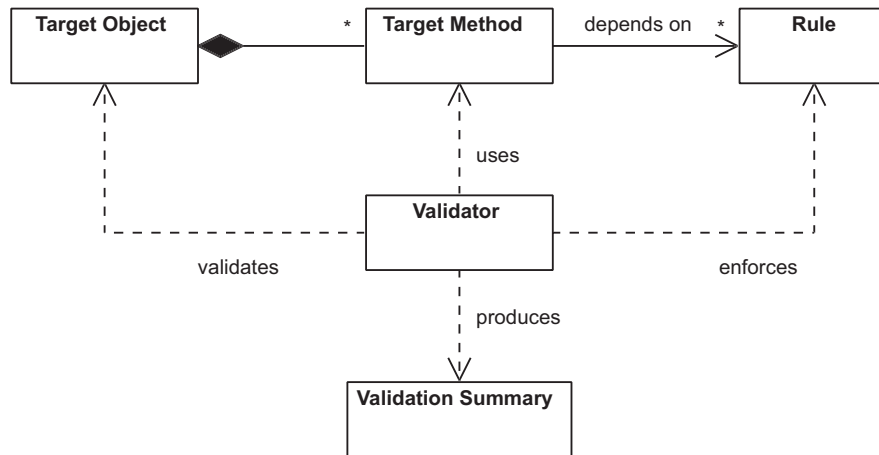 Target Object
*
Target Method
depends on
*
Rule
uses
Validator
validates
enforces
produces
Validation Summary